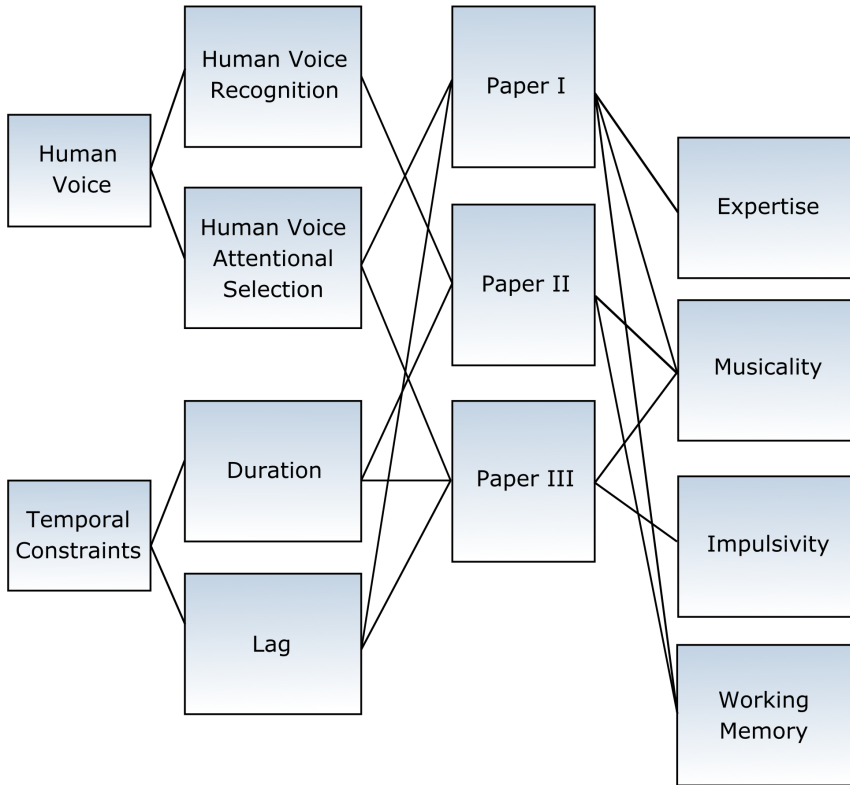 Human
Voice
Temporal
Constraints
Human Voice
Recognition
Human Voice
Attentional
Selection
Duration
Lag
Paper I
Paper II
Paper III
Expertise
Musicality
Impulsivity
Working
Memory